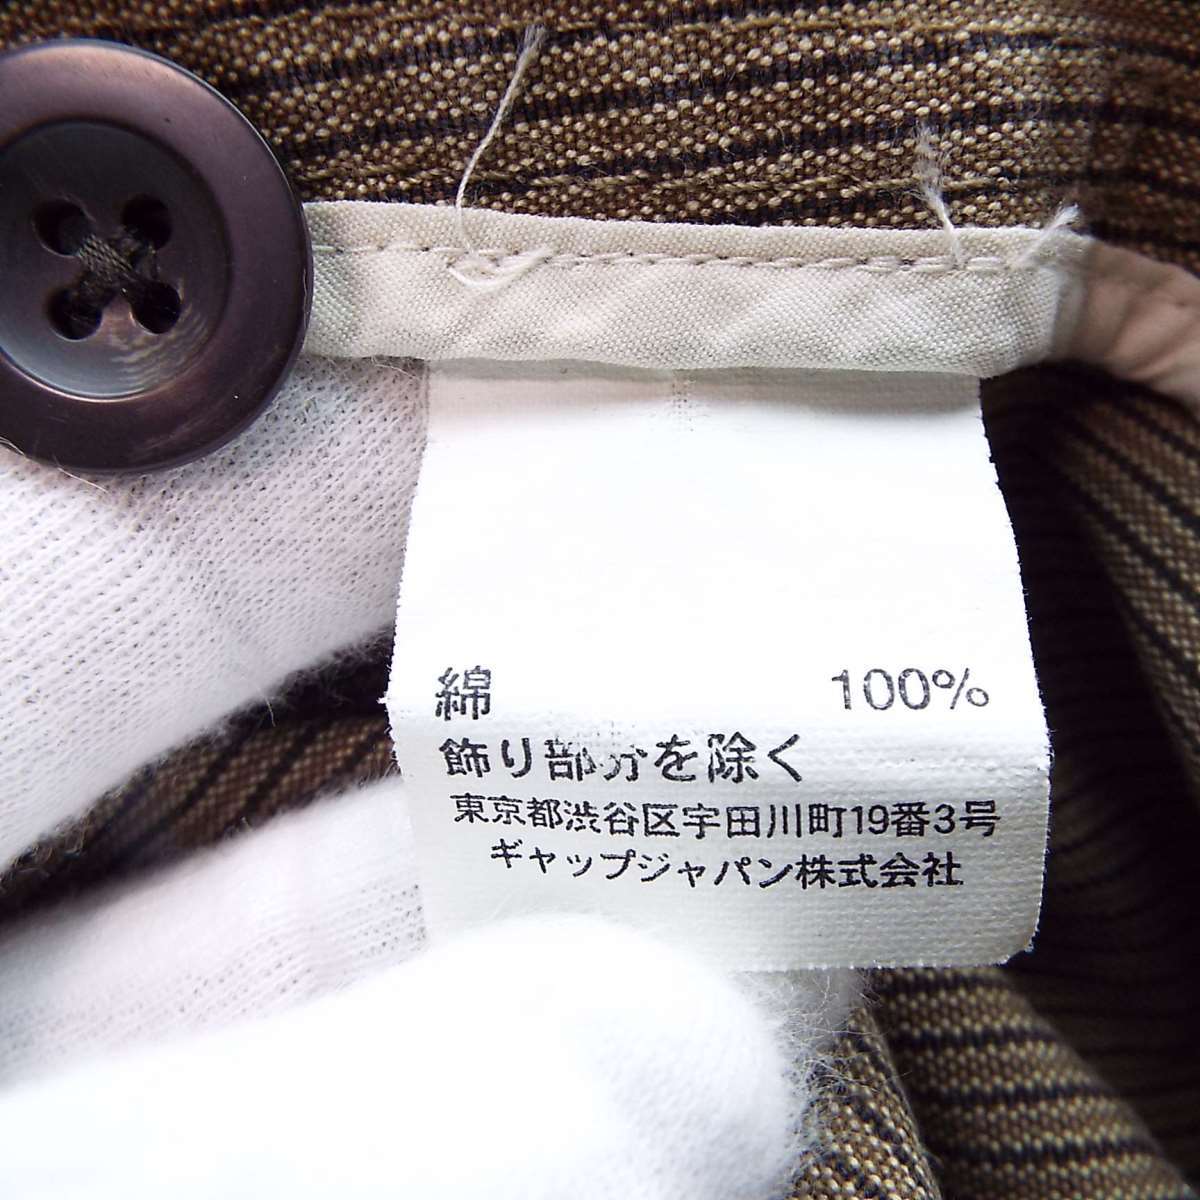 綿 100%
飾り部分を除く
東京都渋谷区宇田川町19番3号
ギャップジャパン株式会社